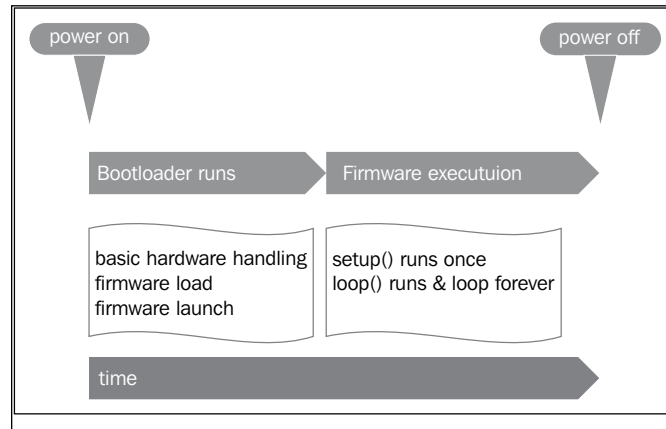 power on
power off
Bootloader runs
Firmware executuion
basic hardware handling
firmware load
firmware launch
setup() runs once
loop() runs & loop forever
time